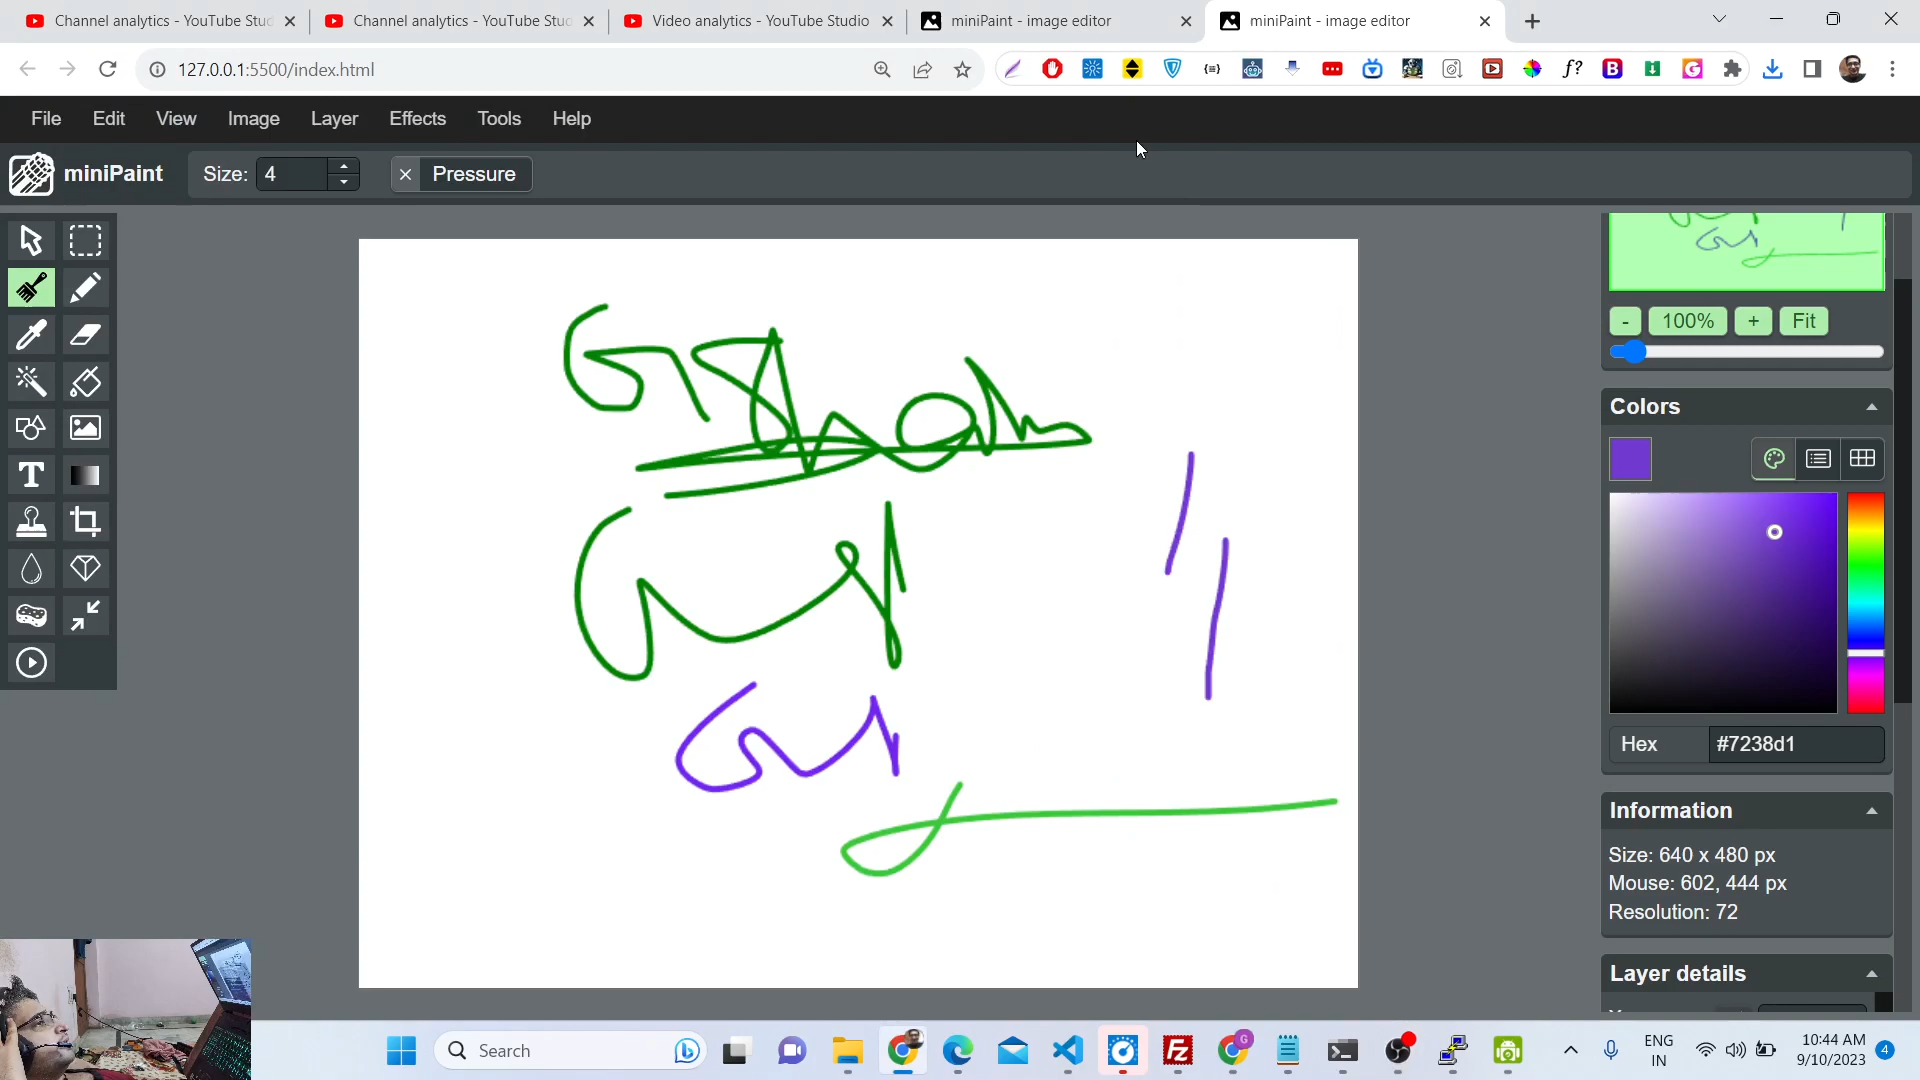 Channel analytics - YouTube Stuc
Channel analytics - YouTube Stuc
Video analytics - YouTube Studio
miniPaint - image editor
miniPaint - image editor
127.0.0.1:5500/index.html
File Edit View Image Layer Effects Tools Help
miniPaint
Size: 4
Pressure
- 100% + Fit
Colors
Hex #7238d1
Information
Size: 640 x 480 px
Mouse: 602, 444 px
Resolution: 72
Layer details
Search
ENG
IN
10:44 AM
9/10/2023
4